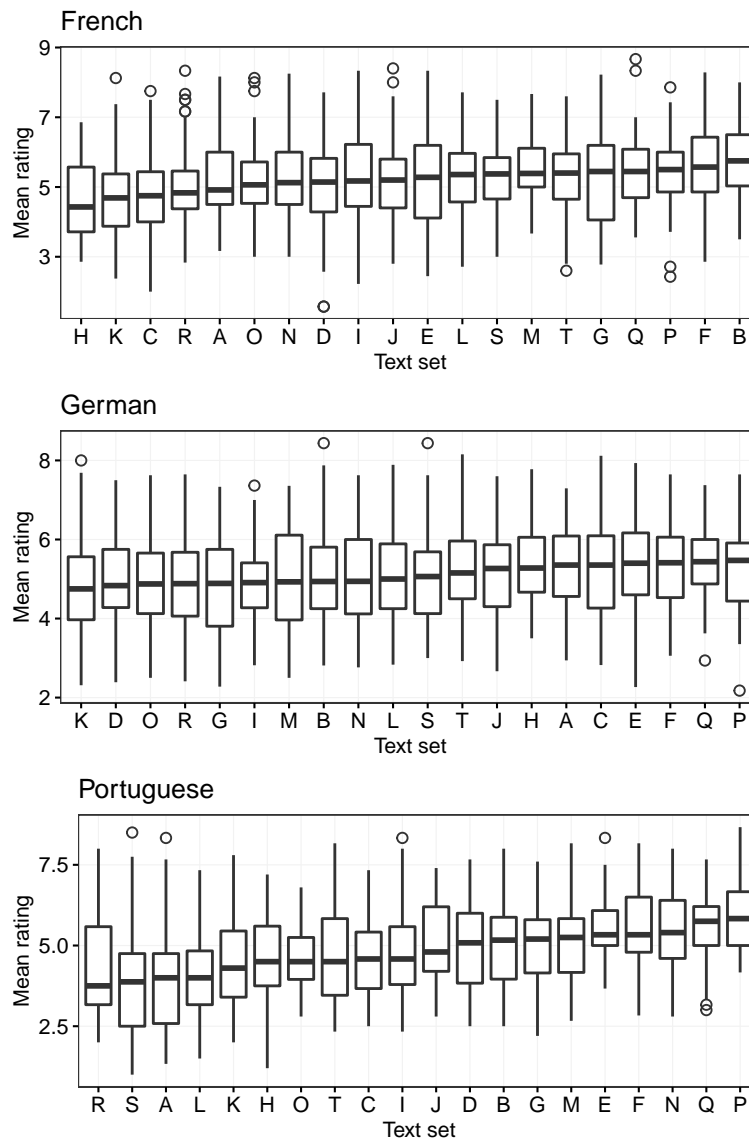 French
9
7
5
3
Mean rating
H K C R A O N D I J E L S M T G Q P F B
Text set
German
8
6
4
2
Mean rating
K D O R G I M B N L S T J H A C E F Q P
Text set
Portuguese
7.5
5.0
2.5
Mean rating
R S A L K H O T C I J D B G M E F N Q P
Text set